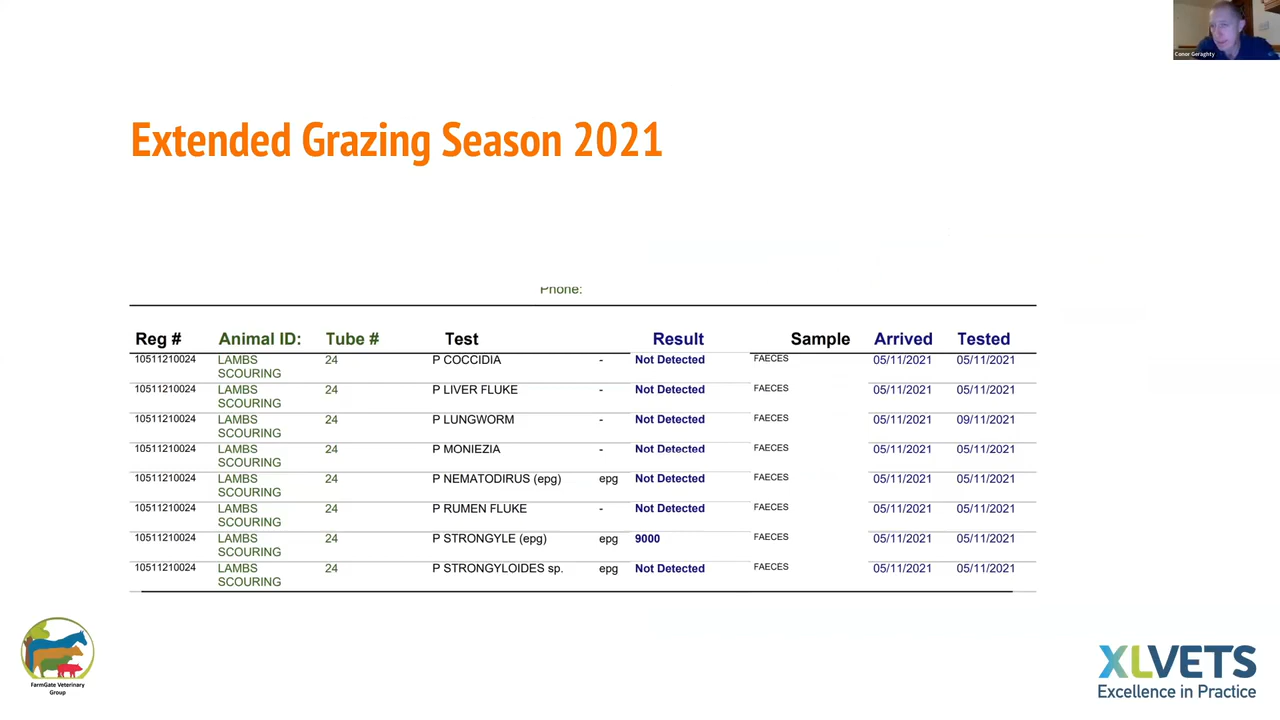 Conor Geraghty
Extended Grazing Season 2021
Phone:
Reg # Animal ID: Tube # Test Result Sample Arrived Tested
10511210024 LAMBS SCOURING 24 P COCCIDIA - Not Detected FAECES 05/11/2021 05/11/2021
10511210024 LAMBS SCOURING 24 P LIVER FLUKE - Not Detected FAECES 05/11/2021 05/11/2021
10511210024 LAMBS SCOURING 24 P LUNGWORM - Not Detected FAECES 05/11/2021 09/11/2021
10511210024 LAMBS SCOURING 24 P MONIEZIA - Not Detected FAECES 05/11/2021 05/11/2021
10511210024 LAMBS SCOURING 24 P NEMATODIRUS (epg) epg Not Detected FAECES 05/11/2021 05/11/2021
10511210024 LAMBS SCOURING 24 P RUMEN FLUKE - Not Detected FAECES 05/11/2021 05/11/2021
10511210024 LAMBS SCOURING 24 P STRONGYLE (epg) epg 9000 FAECES 05/11/2021 05/11/2021
10511210024 LAMBS SCOURING 24 P STRONGYLOIDES sp. epg Not Detected FAECES 05/11/2021 05/11/2021
FarmGate Veterinary
Group
XLVETS
Excellence in Practice